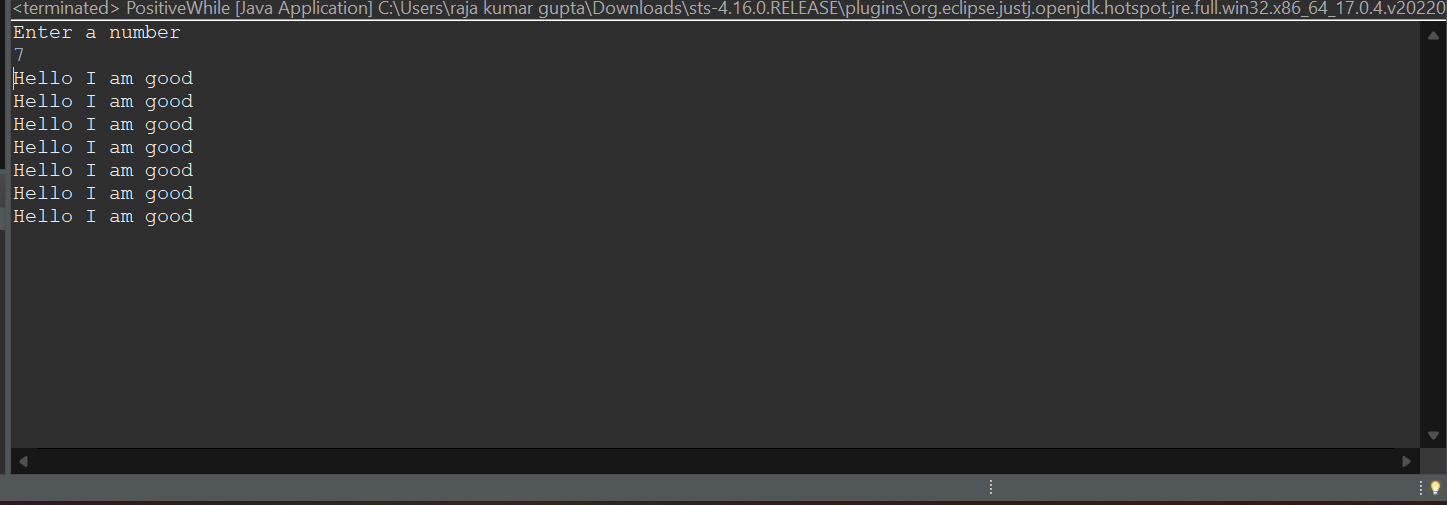 <terminated> PositiveWhile [Java Application] C:\Users\raja kumar gupta\Downloads\sts-4.16.0.RELEASE\plugins\org.eclipse.justj.openjdk.hotspot.jre.full.win32.x86_64_17.0.4.v20220
Enter a number
7
Hello I am good
Hello I am good
Hello I am good
Hello I am good
Hello I am good
Hello I am good
Hello I am good